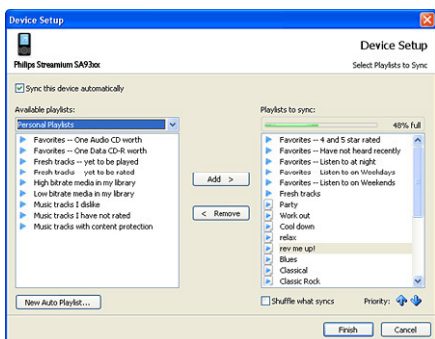 Device Setup
Device Setup
Philips Streamium SA93xx
Select Playlists to Sync
Sync this device automatically
Available playlists:
Personal Playlists
Favorites -- One Audio CD worth
Favorites -- One Data CD-R worth
Fresh tracks -- yet to be played
Fresh tracks -- yet to be rated
High bitrate media in my library
Low bitrate media in my library
Music tracks I dislike
Music tracks I have not rated
Music tracks with content protection
New Auto Playlist...
Add >
< Remove
Playlists to sync:
48% full
Favorites -- 4 and 5 star rated
Favorites -- Have not heard recently
Favorites -- Listen to at night
Favorites -- Listen to on Weekdays
Favorites -- Listen to on Weekends
Fresh tracks
Party
Work out
Cool down
relax
rev me up!
Blues
Classical
Classic Rock
Shuffle what syncs
Priority:
Finish
Cancel